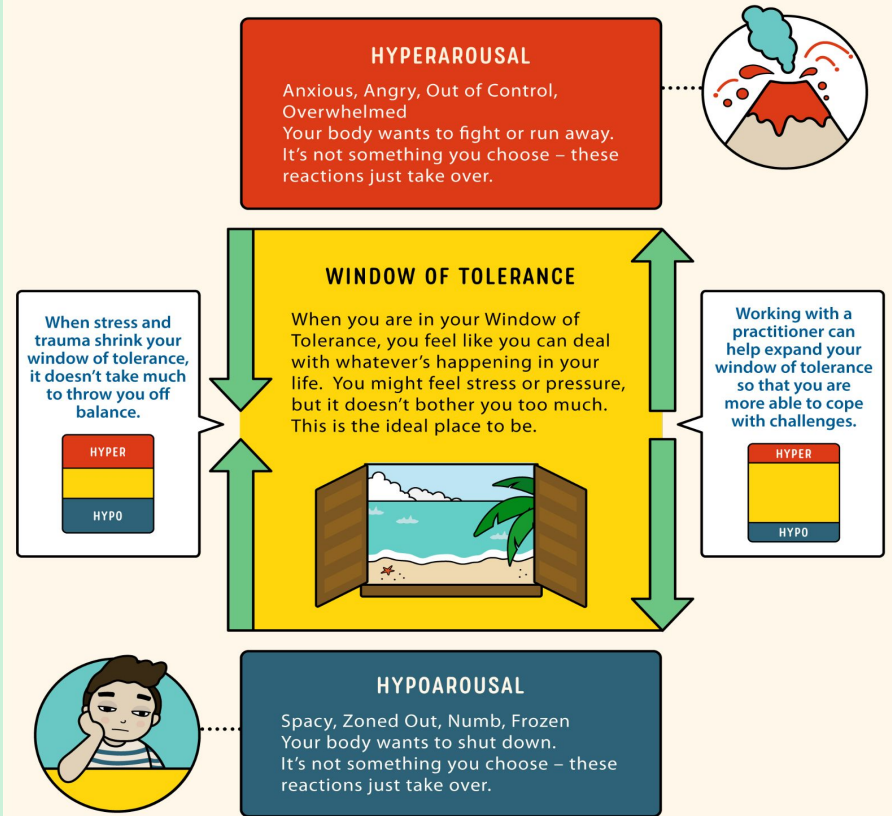 HYPERAROUSAL
Anxious, Angry, Out of Control,
Overwhelmed
Your body wants to fight or run away.
It’s not something you choose – these
reactions just take over.
WINDOW OF TOLERANCE
When you are in your Window of
Tolerance, you feel like you can deal
with whatever’s happening in your
life. You might feel stress or pressure,
but it doesn’t bother you too much.
This is the ideal place to be.
When stress and
trauma shrink your
window of tolerance,
it doesn’t take much
to throw you off
balance.
HYPER
HYPO
Working with a
practitioner can
help expand your
window of tolerance
so that you are
more able to cope
with challenges.
HYPER
HYPO
HYPOAROUSAL
Spacy, Zoned Out, Numb, Frozen
Your body wants to shut down.
It’s not something you choose – these
reactions just take over.